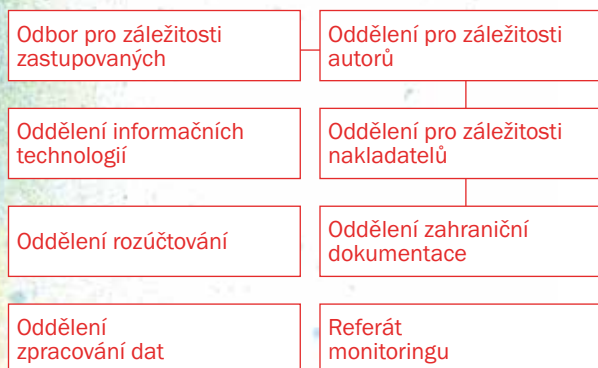 Odbor pro záležitosti
zastupovaných
Oddělení pro záležitosti
autorů
Oddělení informačních
technologií
Oddělení pro záležitosti
nakladatelů
Oddělení rozúčtování
Oddělení zahraniční
dokumentace
Oddělení
zpracování dat
Referát
monitoringu